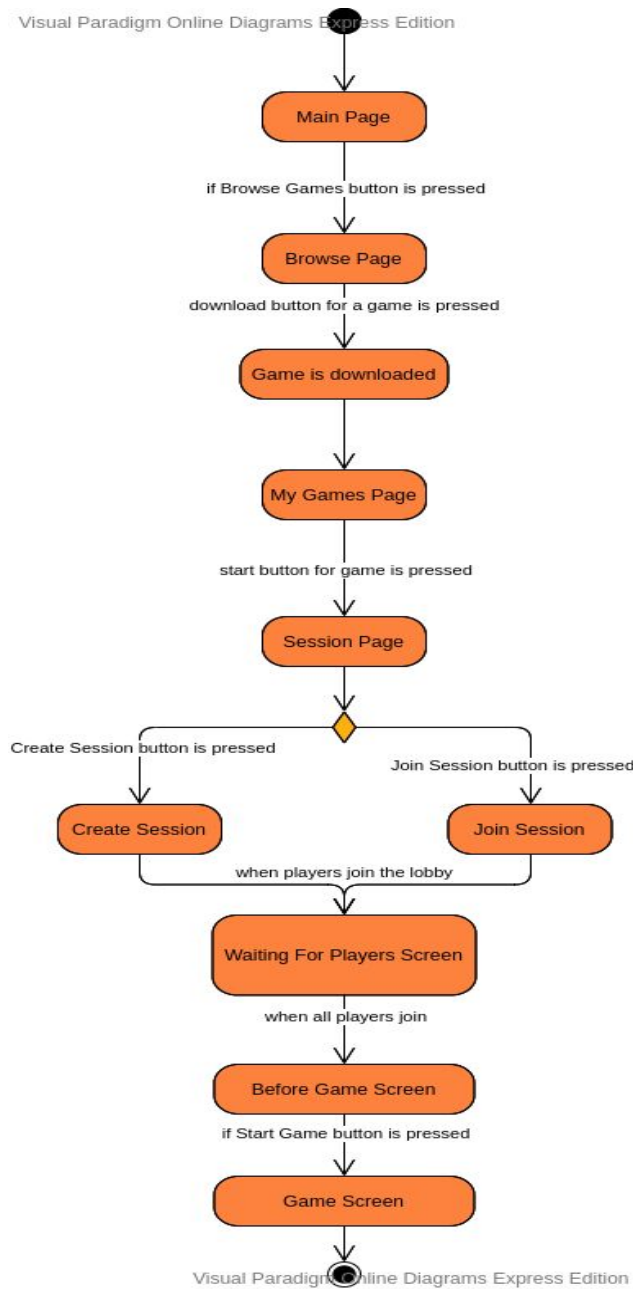 Visual Paradigm Online Diagrams Express Edition
Main Page
if Browse Games button is pressed
Browse Page
download button for a game is pressed
Game is downloaded
My Games Page
start button for game is pressed
Session Page
Create Session button is pressed
Join Session button is pressed
Create Session
Join Session
when players join the lobby
Waiting For Players Screen
when all players join
Before Game Screen
if Start Game button is pressed
Game Screen
Visual Paradigm Online Diagrams Express Edition